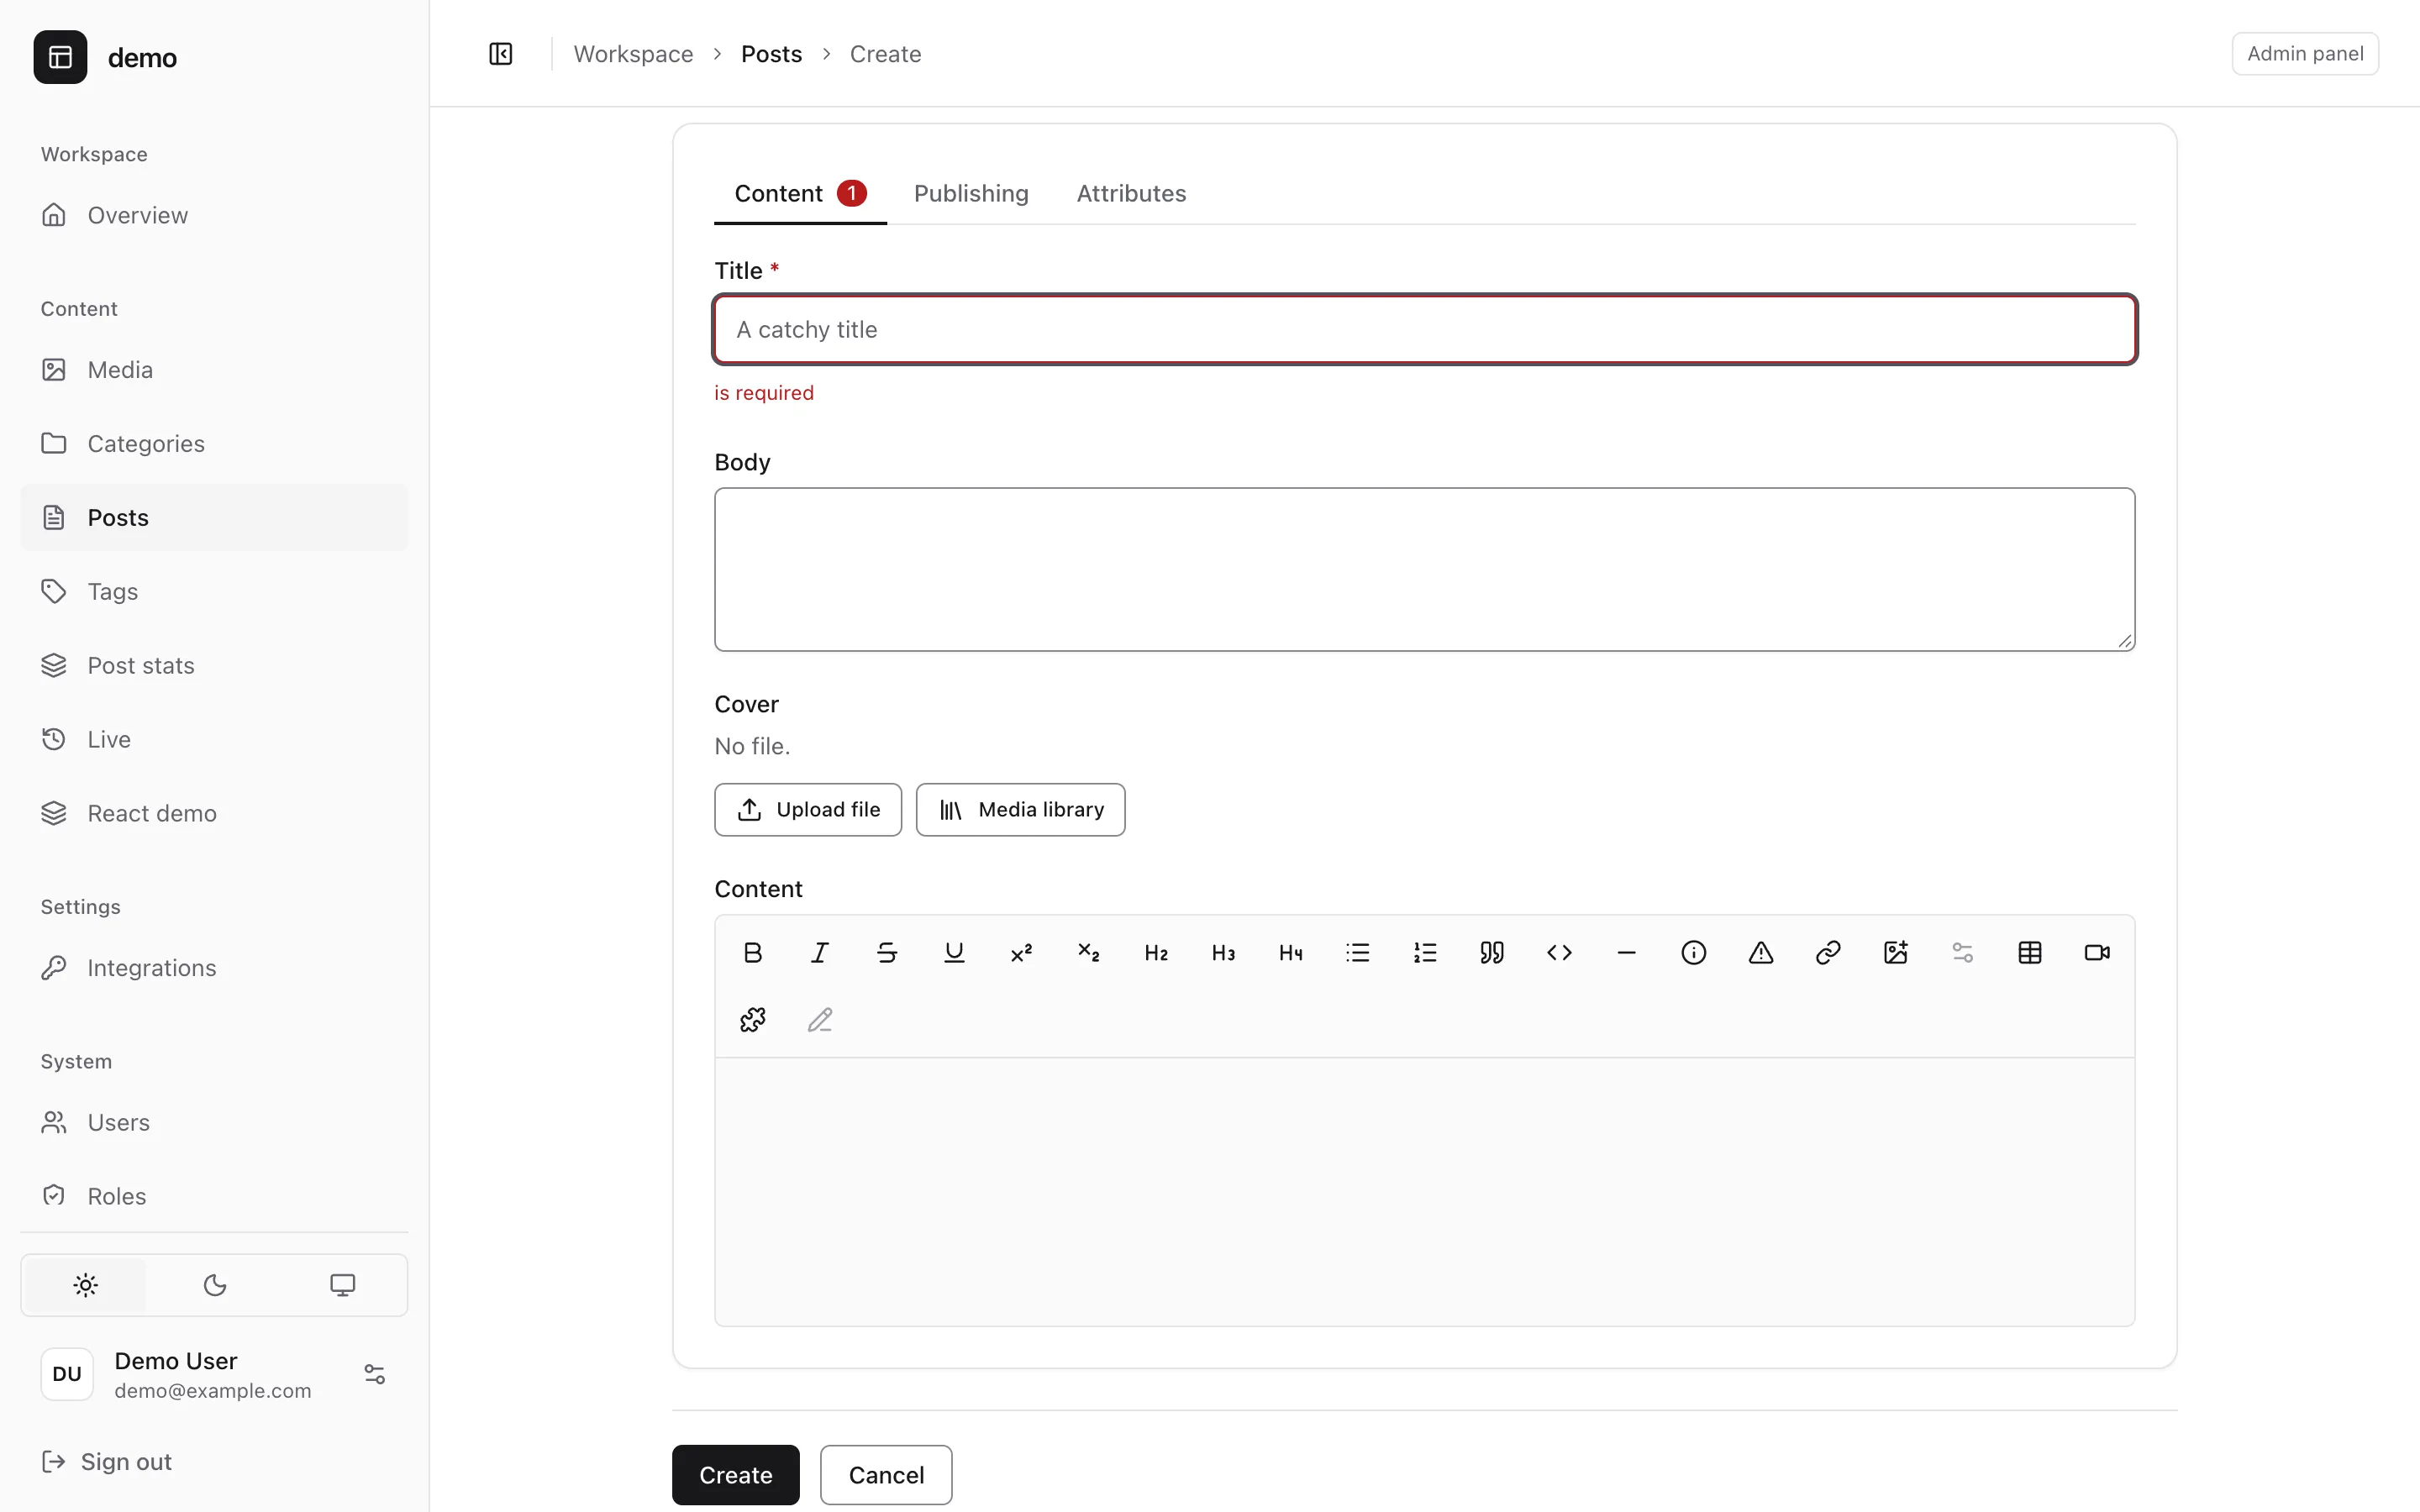 demo
Workspace
Overview
Content
Media
Categories
Posts
Tags
Post stats
Live
React demo
Settings
Integrations
System
Users
Roles
DU
Demo User
demo@example.com
Sign out
Workspace > Posts > Create
Admin panel
Content 1 Publishing Attributes
Title *
A catchy title
is required
Body
Cover
No file.
Upload file
Media library
Content
B I S U x² x₂ H2 H3 H4
Create
Cancel